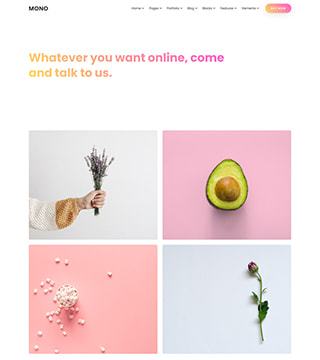 MONO
Home Pages Portfolio Blog Blocks Features Elements BUY NOW
Whatever you want online, come
and talk to us.